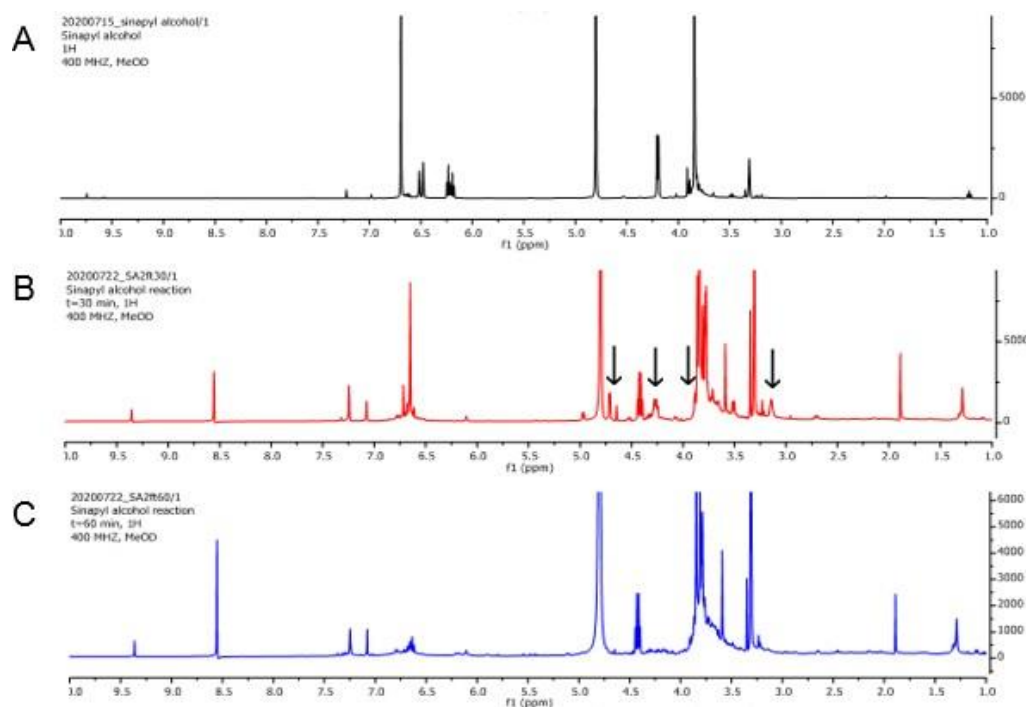 A
20200715_sinapyl alcohol/1
Sinapyl alcohol
1H
400 MHZ, MeOD
5000
0
0.0 9.5 9.0 8.5 8.0 7.5 7.0 6.5 6.0 5.5 5.0 4.5 4.0 3.5 3.0 2.5 2.0 1.5 1.0
f1 (ppm)
B
20200722_SA2ft30/1
Sinapyl alcohol reaction
t=30 min, 1H
400 MHZ, MeOD
5000
0
0.0 9.5 9.0 8.5 8.0 7.5 7.0 6.5 6.0 5.5 5.0 4.5 4.0 3.5 3.0 2.5 2.0 1.5 1.0
f1 (ppm)
C
20200722_SA2ft60/1
Sinapyl alcohol reaction
t=60 min, 1H
400 MHZ, MeOD
6000
5000
4000
3000
2000
1000
0
10.0 9.5 9.0 8.5 8.0 7.5 7.0 6.5 6.0 5.5 5.0 4.5 4.0 3.5 3.0 2.5 2.0 1.5 1.0
f1 (ppm)